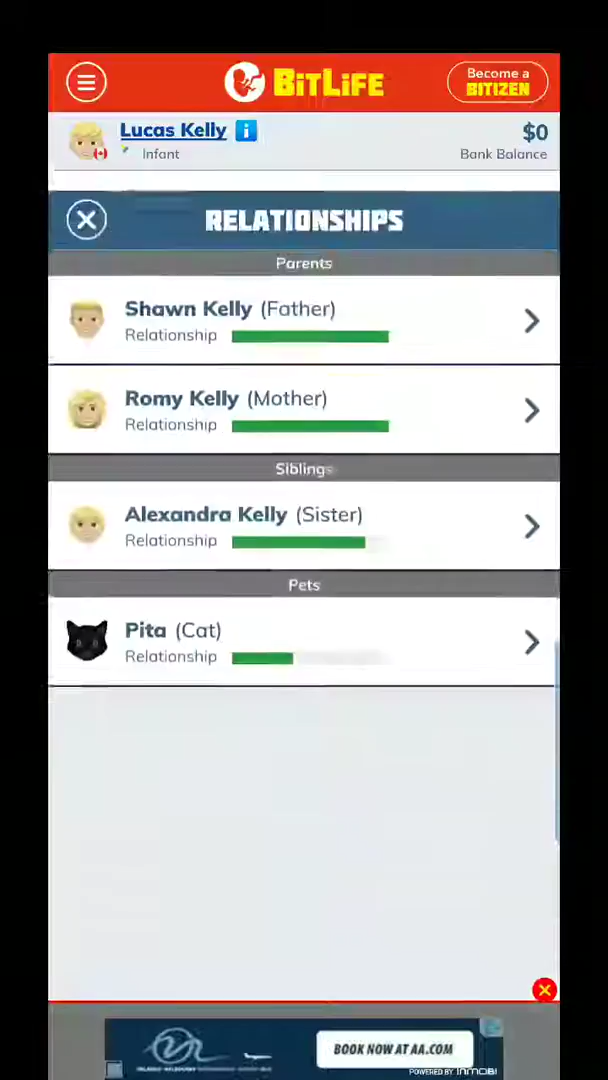 Become a
BITIZEN
BITLIFE
Lucas Kelly i
$0
Infant
Bank Balance
RELATIONSHIPS
Parents
Shawn Kelly (Father)
Relationship
Romy Kelly (Mother)
Relationship
Siblings
Alexandra Kelly (Sister)
Relationship
Pets
Pita (Cat)
Relationship
BOOK NOW AT AA.COM
POWERED BY INMOBI